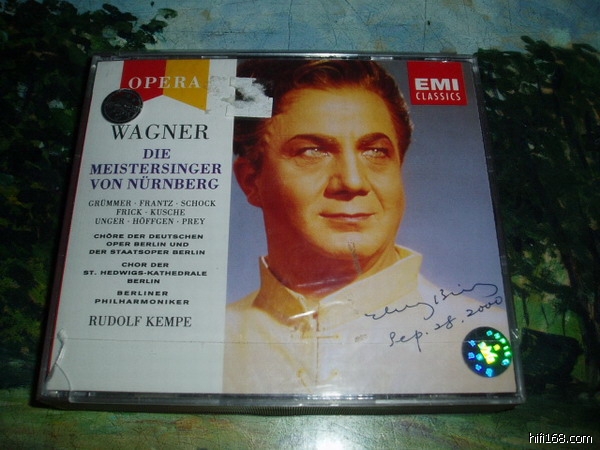 OPERA
EMI
CLASSICS
WAGNER
DIE
MEISTERSINGER
VON NÜRNBERG
GRÜMMER · FRANTZ · SCHOCK
FRICK · KUSCHE
UNGER · HÖFFGEN · PREY
CHÖRE DER DEUTSCHEN
OPER BERLIN UND
DER STAATSOPER BERLIN
CHOR DER
ST. HEDWIGS-KATHEDRALE
BERLIN
BERLINER
PHILHARMONIKER
RUDOLF KEMPE
Sep. 28. 2000
hifi168.com